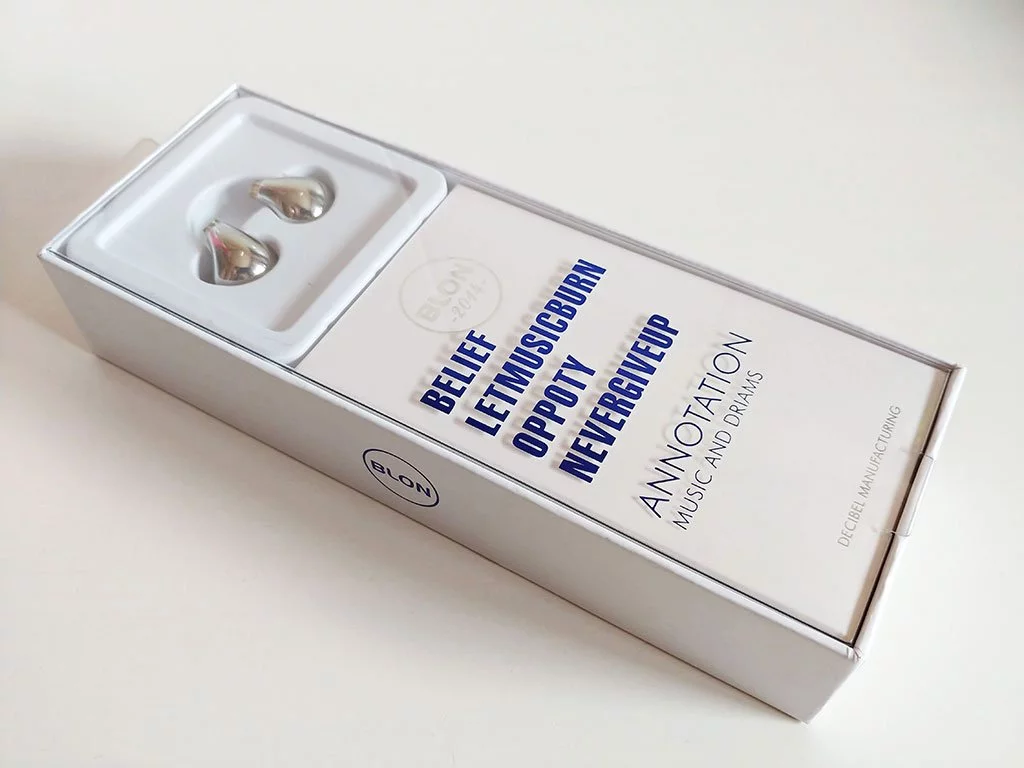 BLON
-2014-
BELIEF
LETMUSICBURN
OPPOTY
NEVERGIVEUP
ANNOTATION
MUSIC AND DRIAMS
DECIBEL MANUFACTURING
BLON